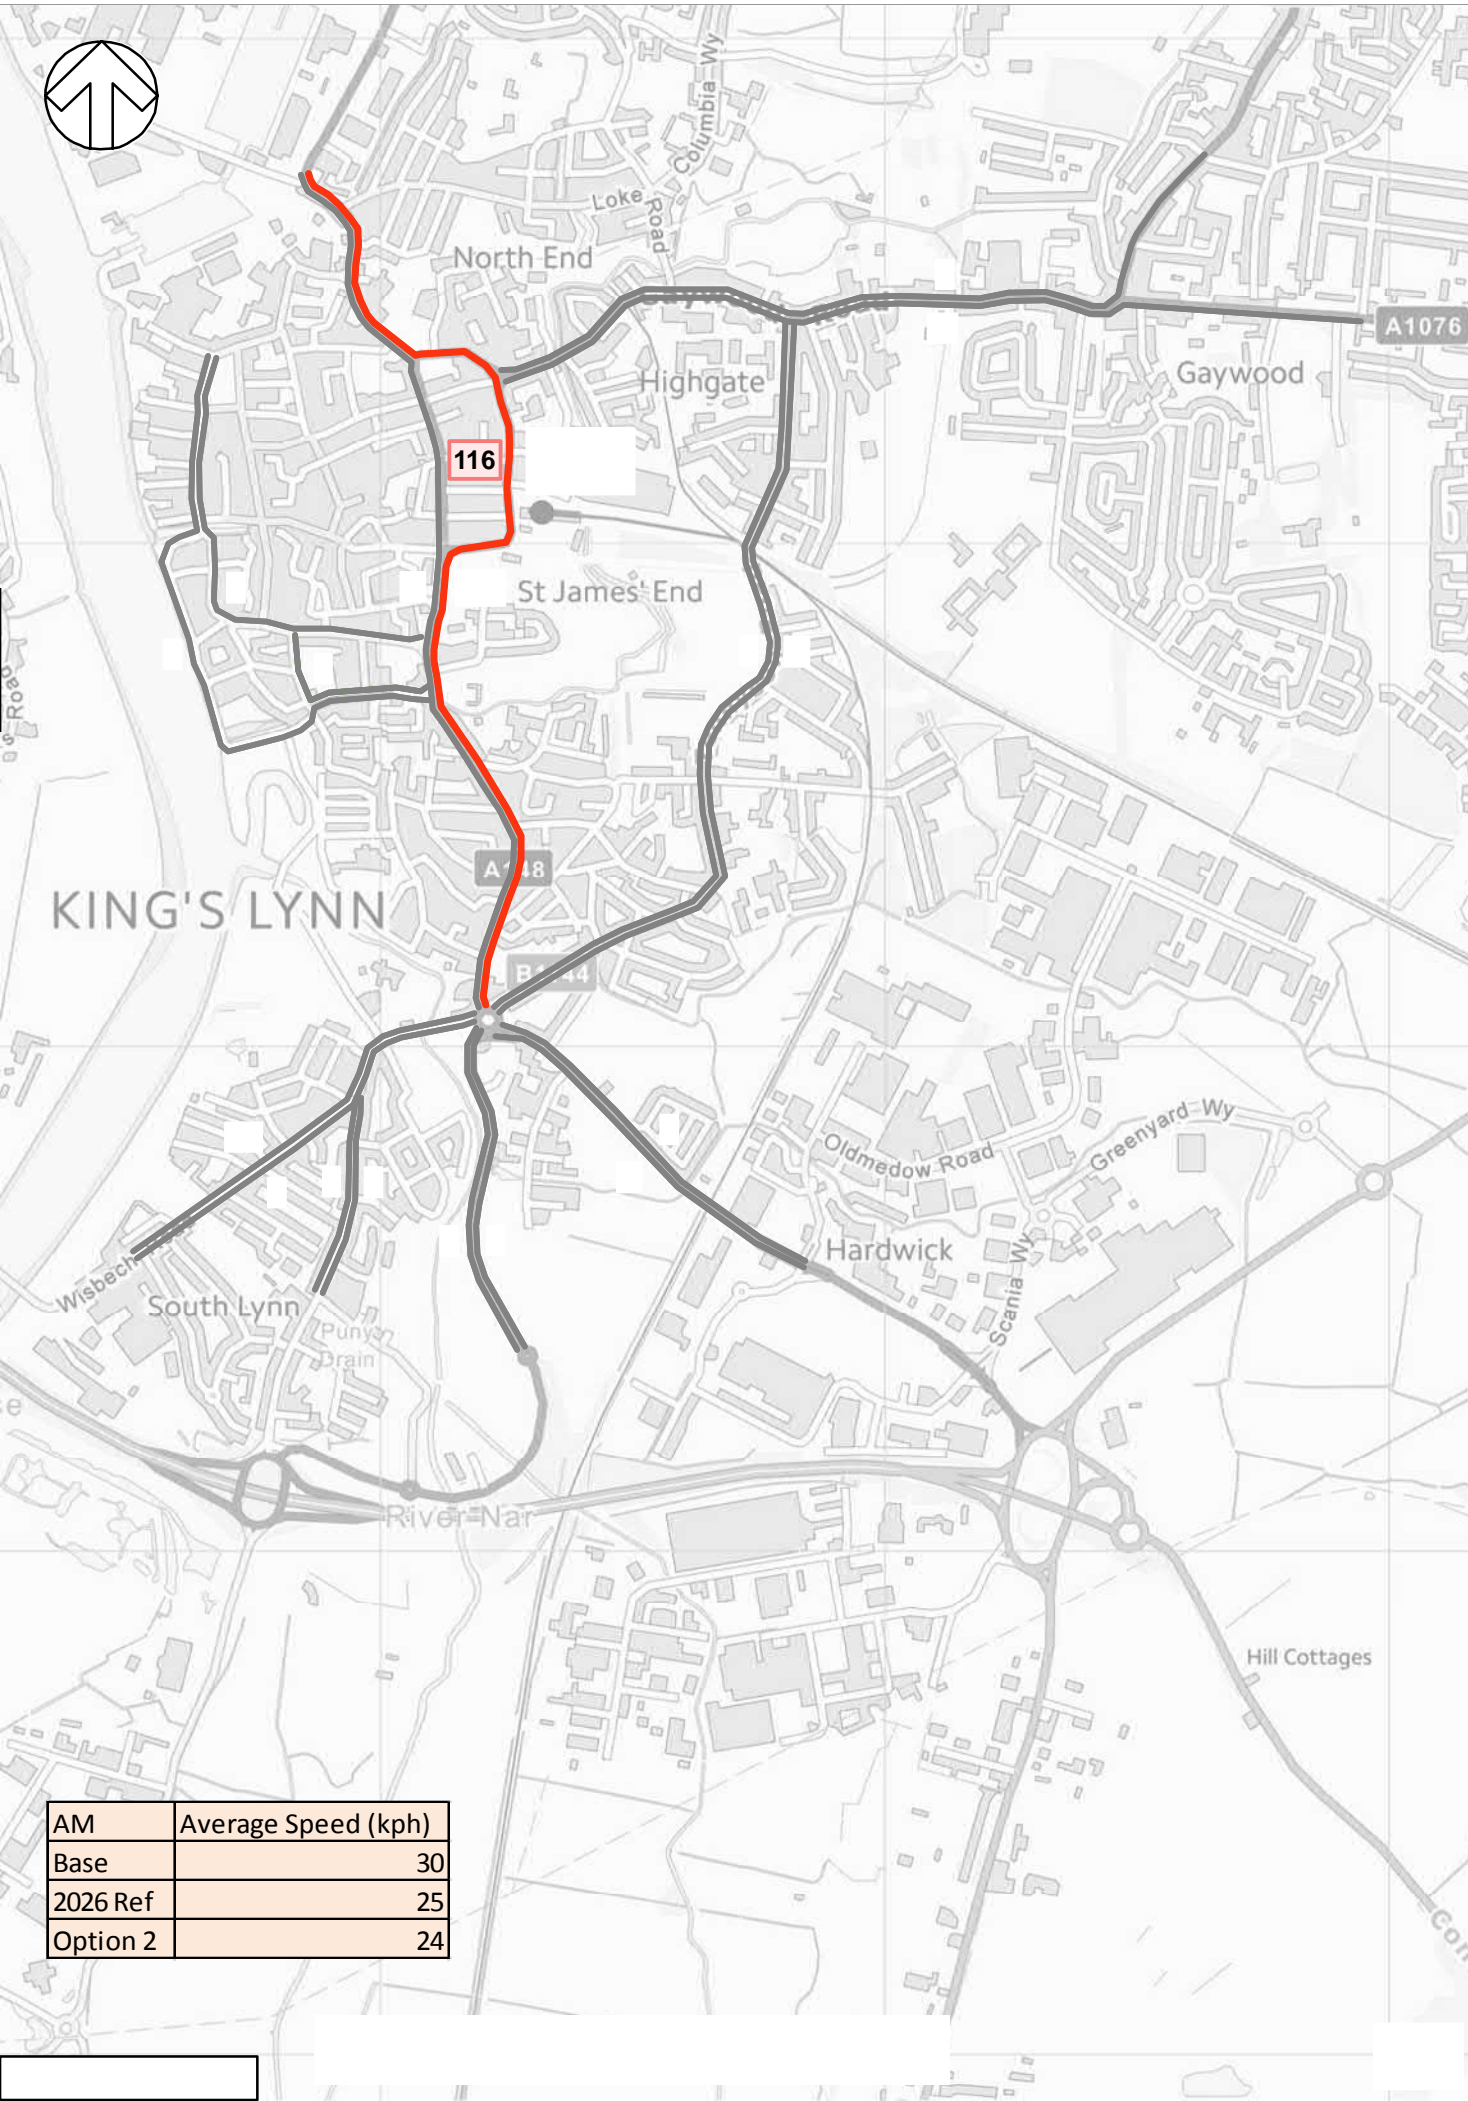 Columbia Wy
Loke Road
North End
A1076
Highgate
Gaywood
116
St James' End
Road
KING'S LYNN
Oldmedow Road
Greenyard Wy
Hardwick
Scania Wy
Wisbech
South Lynn
Puny
Drain
River Nar
Hill Cottages
AM Average Speed (kph)
Base 30
2026 Ref 25
Option 2 24